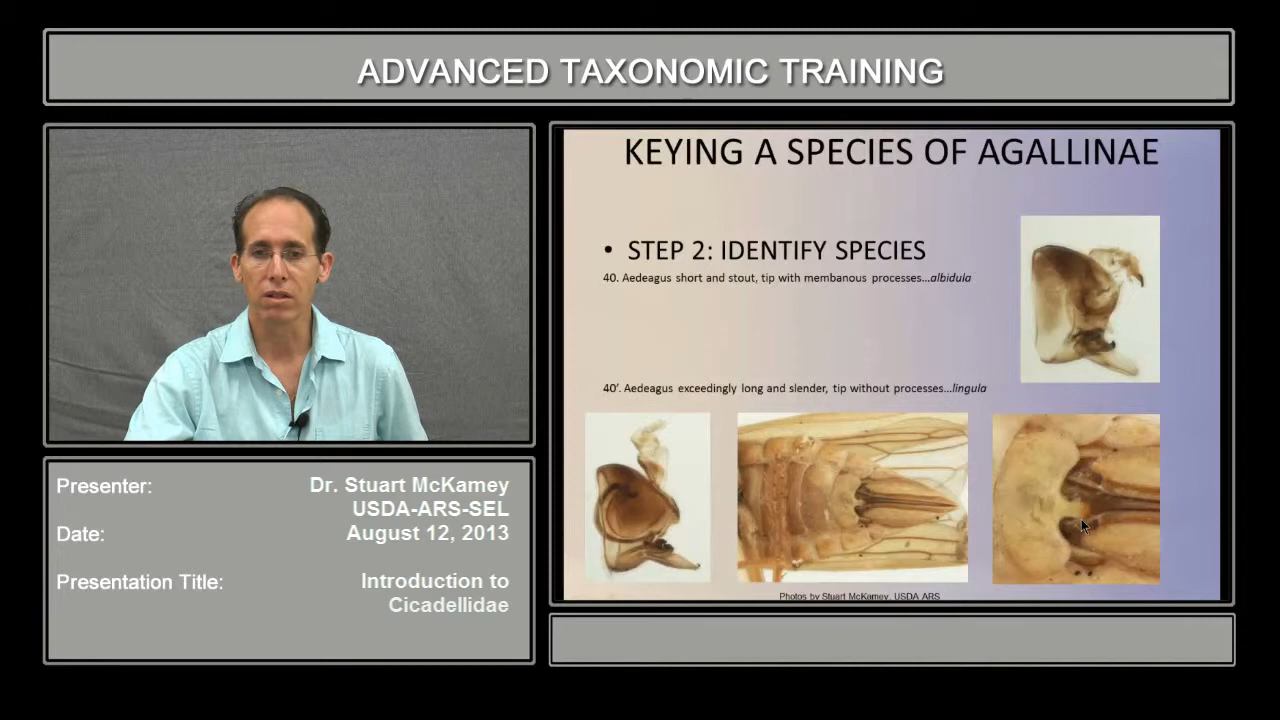 ADVANCED TAXONOMIC TRAINING
Presenter: Dr. Stuart McKamey
USDA-ARS-SEL
Date: August 12, 2013
Presentation Title: Introduction to
Cicadellidae
KEYING A SPECIES OF AGALLINAE
• STEP 2: IDENTIFY SPECIES
40. Aedeagus short and stout, tip with membanous processes...albidula
40'. Aedeagus exceedingly long and slender, tip without processes...lingula
Photos by Stuart McKamey, USDA ARS